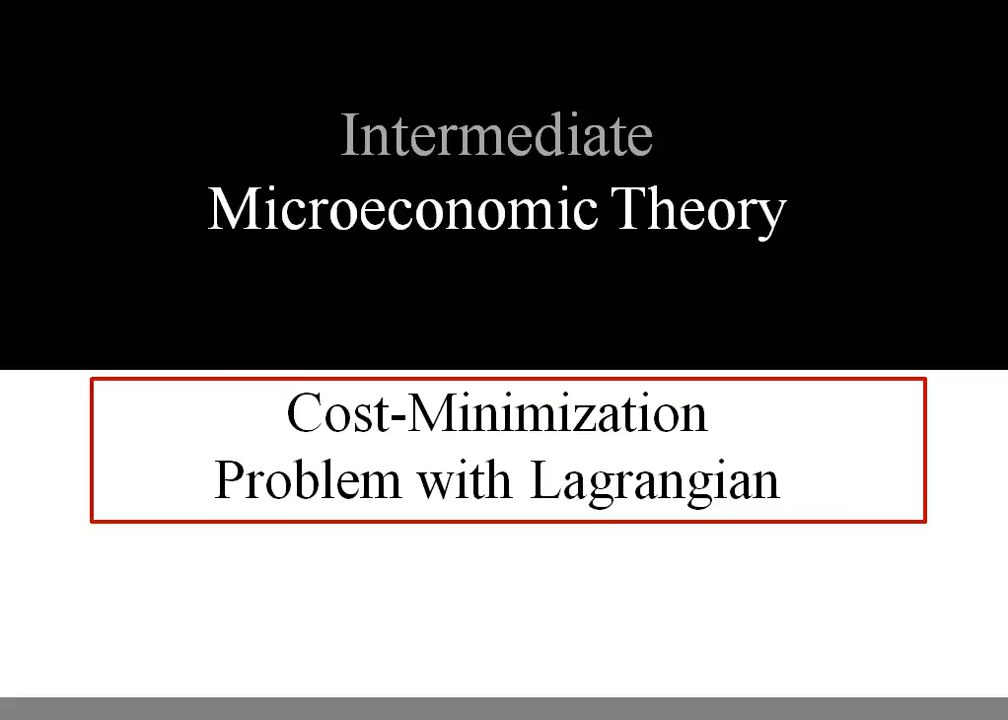 Intermediate
Microeconomic Theory
Cost-Minimization
Problem with Lagrangian